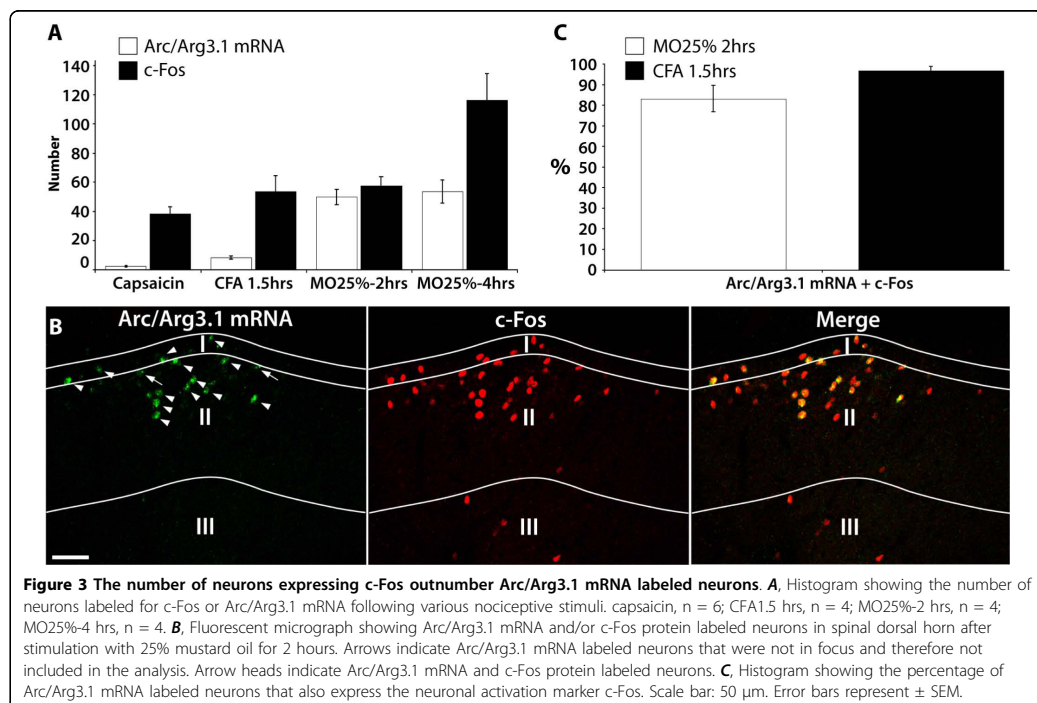 A
Arc/Arg3.1 mRNA
c-Fos
140
120
100
80
60
40
20
0
Number
Capsaicin
CFA 1.5hrs
MO25%-2hrs
MO25%-4hrs
C
MO25% 2hrs
CFA 1.5hrs
100
90
80
70
60
50
40
30
20
10
0
%
Arc/Arg3.1 mRNA + c-Fos
B
Arc/Arg3.1 mRNA
I
II
III
c-Fos
I
II
III
Merge
I
II
III
Figure 3 The number of neurons expressing c-Fos outnumber Arc/Arg3.1 mRNA labeled neurons. A, Histogram showing the number of
neurons labeled for c-Fos or Arc/Arg3.1 mRNA following various nociceptive stimuli. capsaicin, n = 6; CFA1.5 hrs, n = 4; MO25%-2 hrs, n = 4;
MO25%-4 hrs, n = 4. B, Fluorescent micrograph showing Arc/Arg3.1 mRNA and/or c-Fos protein labeled neurons in spinal dorsal horn after
stimulation with 25% mustard oil for 2 hours. Arrows indicate Arc/Arg3.1 mRNA labeled neurons that were not in focus and therefore not
included in the analysis. Arrow heads indicate Arc/Arg3.1 mRNA and c-Fos protein labeled neurons. C, Histogram showing the percentage of
Arc/Arg3.1 mRNA labeled neurons that also express the neuronal activation marker c-Fos. Scale bar: 50 μm. Error bars represent ± SEM.